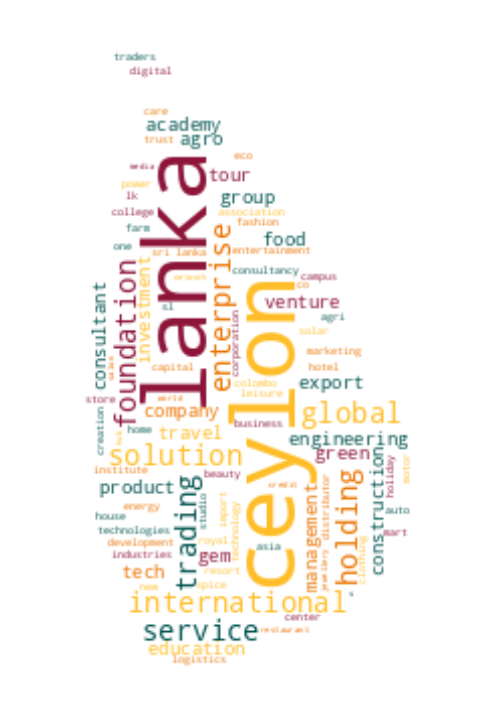 traders
digital
care
academy
trust agro
eco
media
tour
power
lk
group
college
association
farm
fashion
lanka
food
one
sri lanka
enterprise
entertainment
foundation
investment
consultancy
network
campus
consultant
co
ceylon
venture
sl
corporation
agri
solar
marketing
capital
hotel
sales
colombo
export
leisure
store
world
company
global
creation
home
business
travel
hub
engineering
solution
green
institute
beauty
holiday
motor
product
energy
trading
credit
management
distributor
holding
construction
house
studio
import
auto
technologies
technology
royal
mart
development
asia
industries
gem
clothing
tech
resort
jewellery
new
spice
international
s
center
service
restaurant
education
logistics